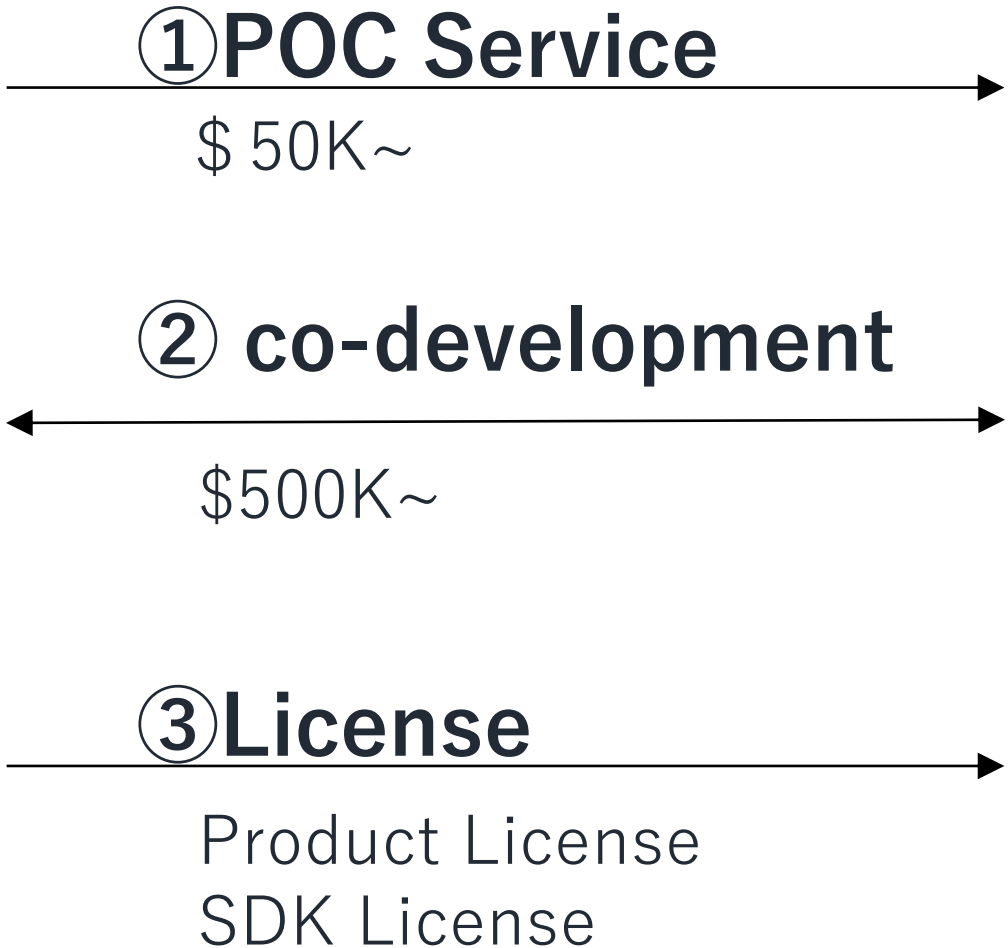 ①POC Service
$ 50K~
② co-development
$500K~
③License
Product License
SDK License